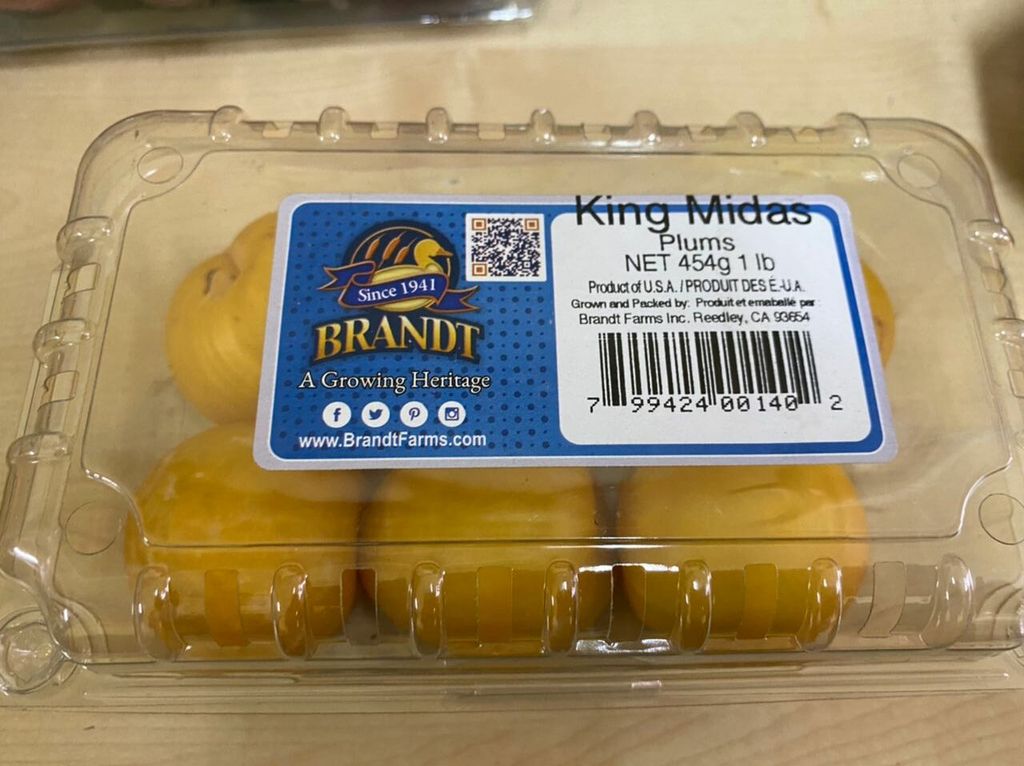 Since 1941
BRANDT
A Growing Heritage
www.BrandtFarms.com
King Midas
Plums
NET 454g 1 lb
Product of U.S.A. / PRODUIT DES É.-U.A.
Grown and Packed by: Produit et emaballé par:
Brandt Farms Inc. Reedley, CA 93654
7 99424 00140 2